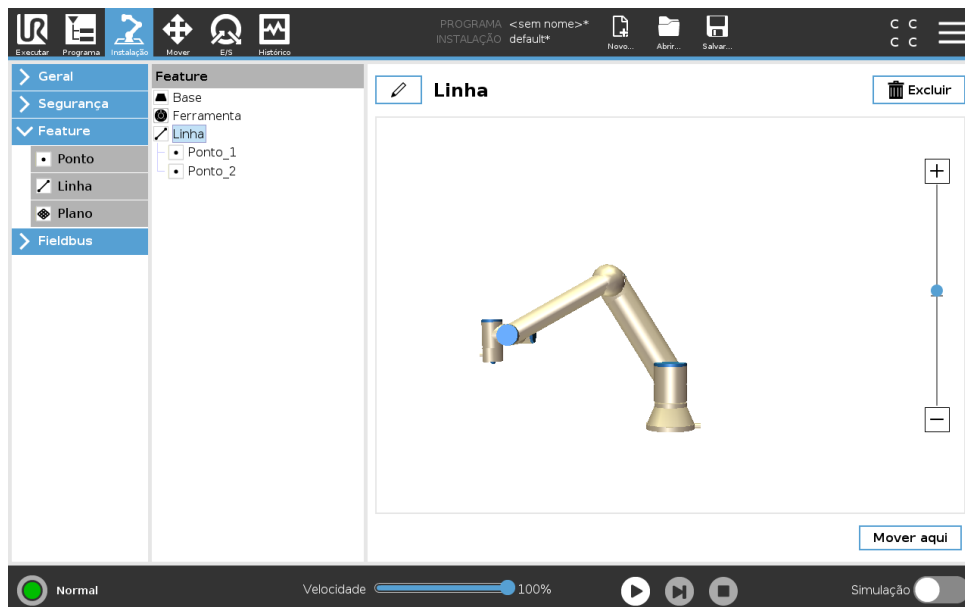 PROGRAMA <sem nome>*
INSTALAÇÃO default*
Executar Programa Instalação Mover E/S Histórico Novo... Abrir... Salvar...
C C
C C
Geral
Segurança
Feature
Ponto
Linha
Plano
Fieldbus
Feature
Base
Ferramenta
Linha
Ponto_1
Ponto_2
Linha
Excluir
+
−
Mover aqui
Normal
Velocidade 100%
Simulação